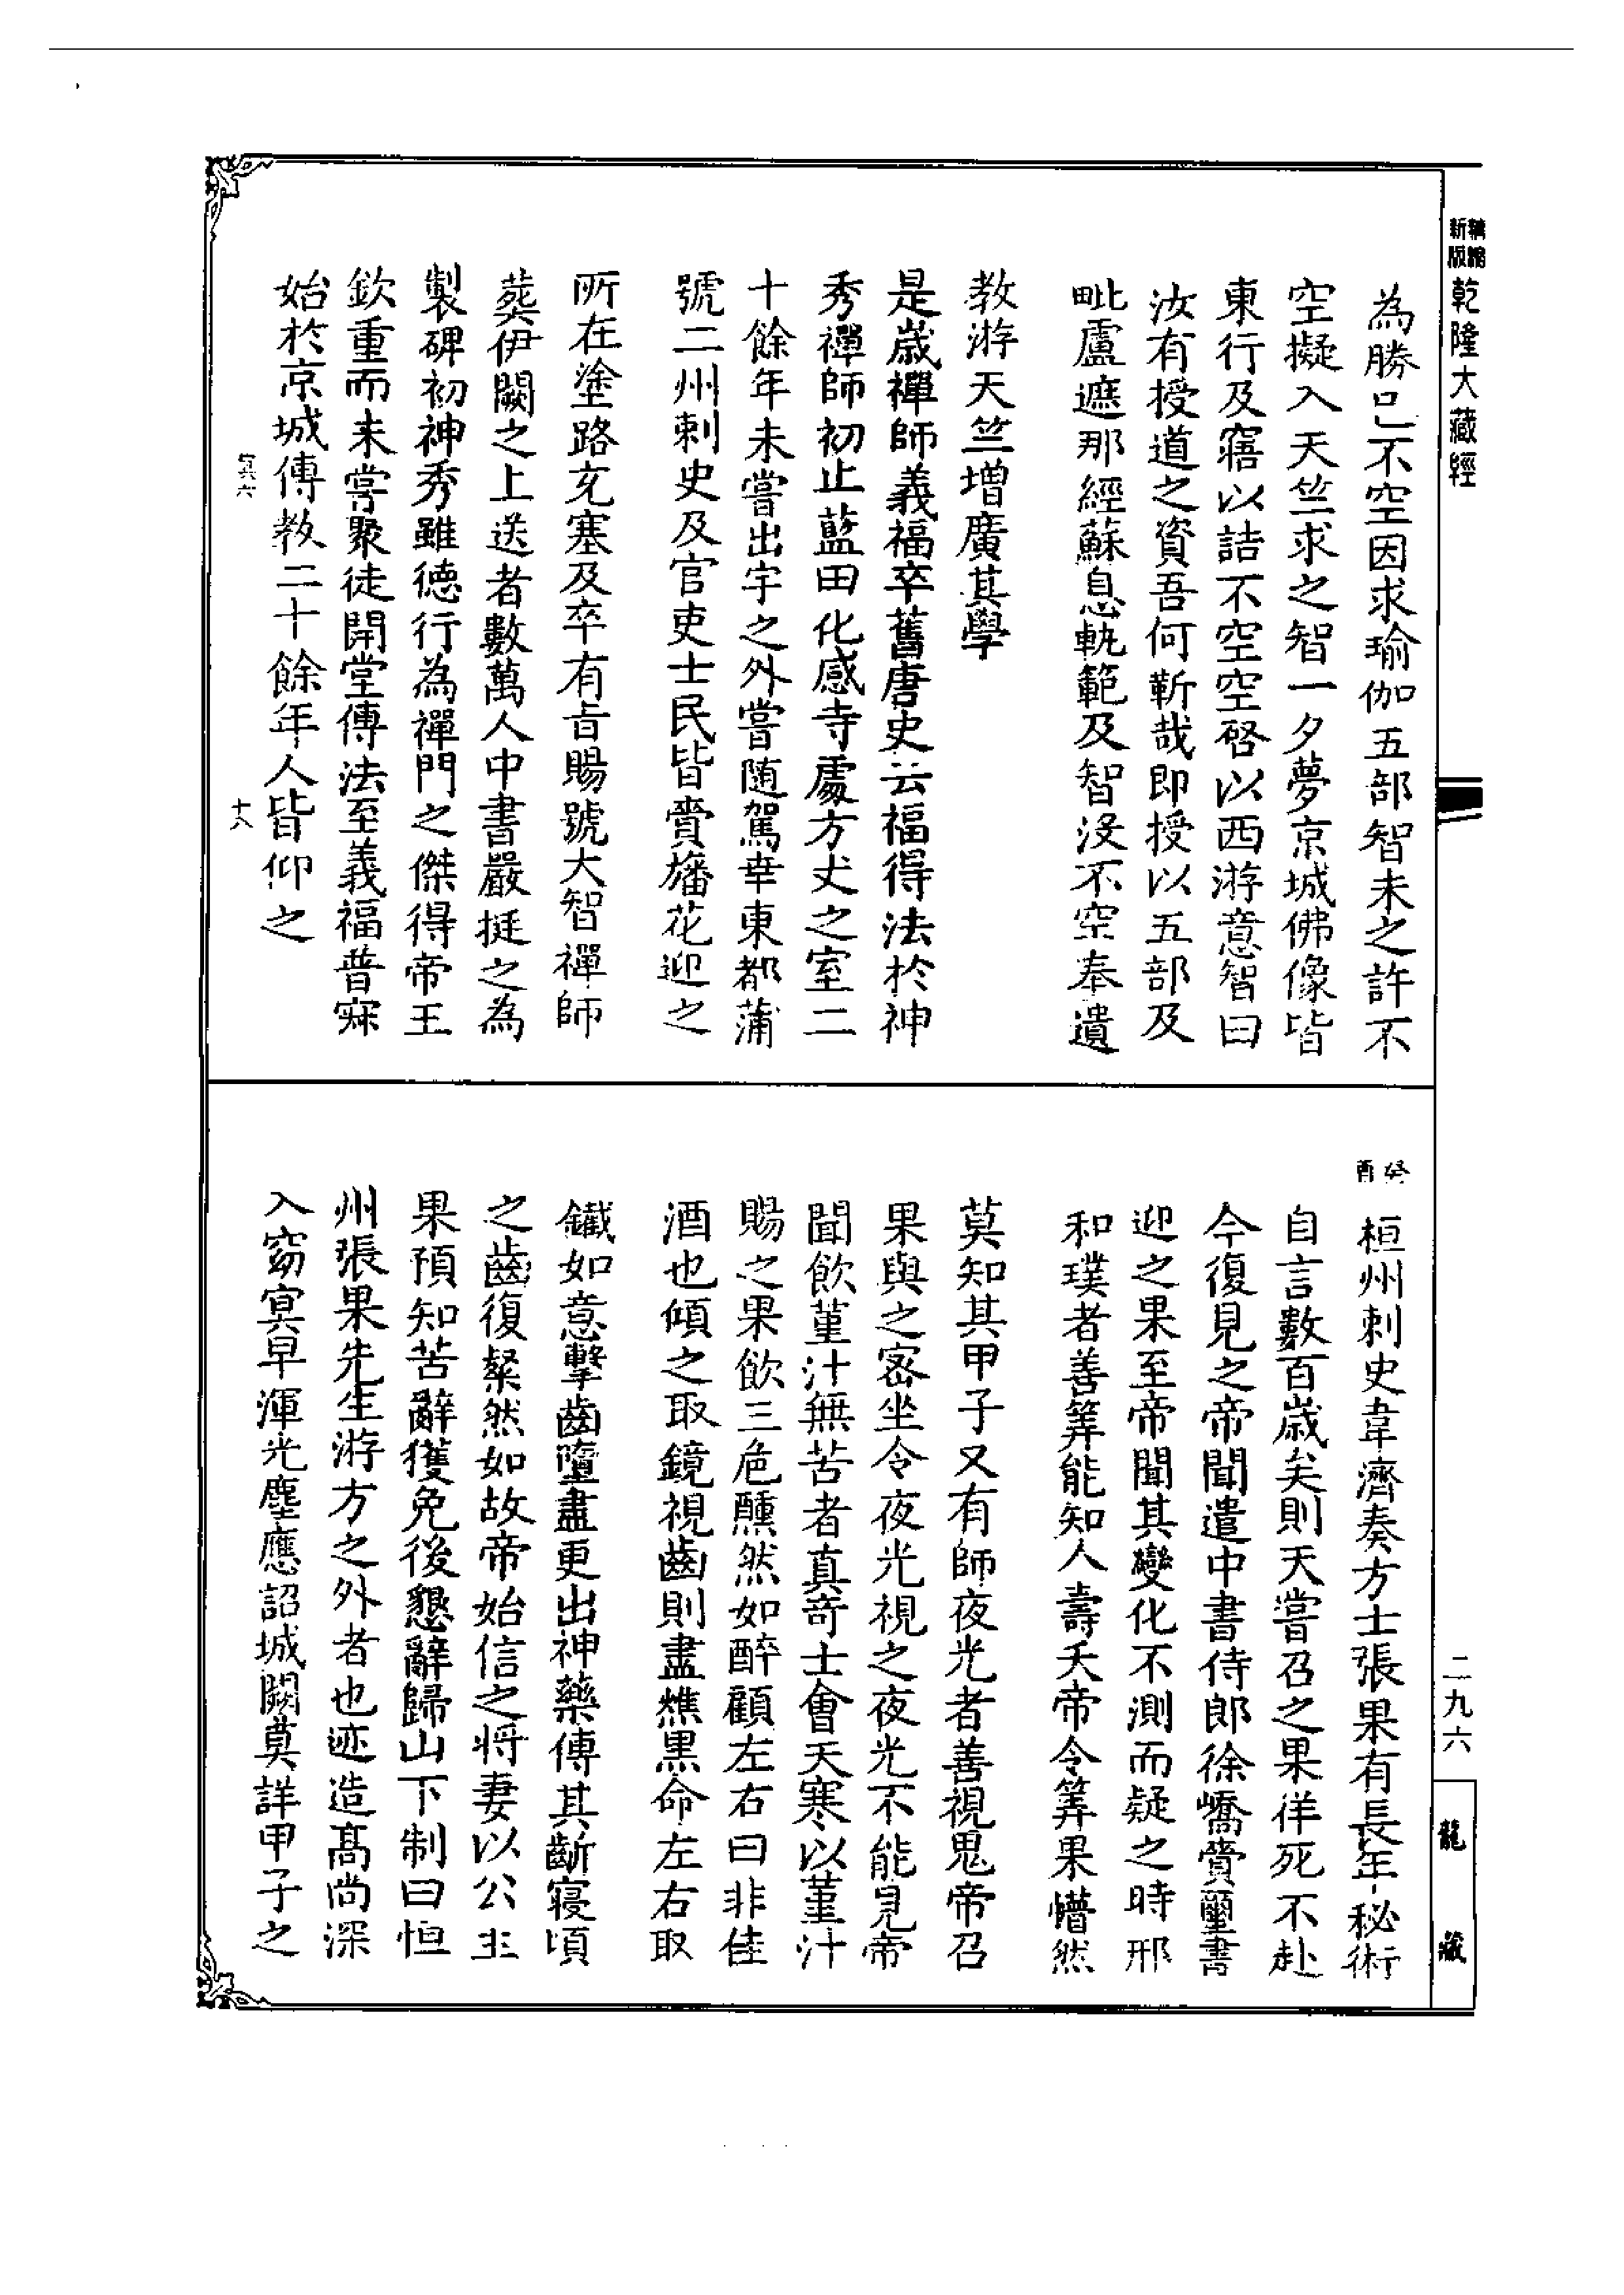 新版
精縮
乾隆大藏經
為勝已不空因求瑜伽五部智未之許不
空擬入天竺求之智一夕夢京城佛像皆
東行及寤以詰不空空啓以西游意智曰
汝有授道之資吾何靳哉即授以五部及
毗盧遮那經蘇息軌範及智沒不空奉遺
教游天竺增廣其學
是歲禪師義福卒舊唐史云福得法於神
秀禪師初止藍田化感寺處方丈之室二
十餘年未嘗出宇之外嘗隨駕幸東都蒲
號二州刺史及官吏士民皆賷旛花迎之
所在塗路充塞及卒有旨賜號大智禪師
葬伊闕之上送者數萬人中書嚴挺之為
製碑初神秀雖德行為禪門之傑得帝王
欽重而未嘗聚徒開堂傳法至義福普寂
始於京城傳教二十餘年人皆仰之
十八
癸酉
桓州刺史韋濟奏方士張果有長年秘術
自言數百歲矣則天嘗召之果徉死不赴
今復見之帝聞遣中書侍郎徐嶠賷璽書
迎之果至帝聞其變化不測而疑之時邢
和璞者善筭能知人壽夭帝令筭果懵然
莫知其甲子又有師夜光者善視鬼帝召
果與之密坐令夜光視之夜光不能見帝
聞飲堇汁無苦者真奇士會天寒以堇汁
賜之果飲三卮醺然如醉顧左右曰非佳
酒也傾之取鏡視齒則盡燋黑命左右取
鐵如意擊齒墮盡更出神藥傅其齗寢頃
之齒復粲然如故帝始信之將妻以公主
果預知苦辭獲免後懇辭歸山下制曰恒
州張果先生游方之外者也迹造高尚深
入窈冥早渾光塵應詔城闕莫詳甲子之
二九六
龍藏